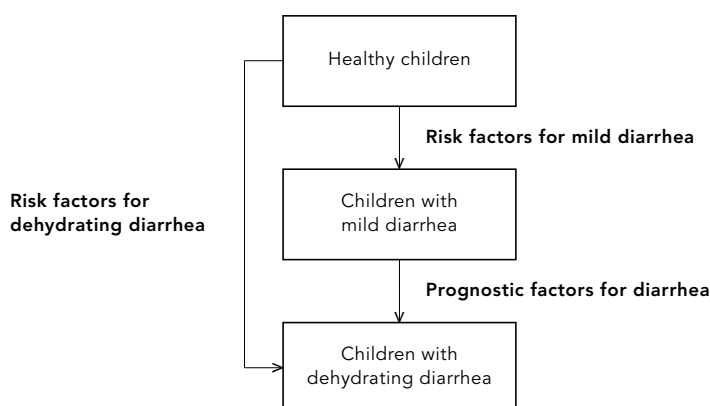 Healthy children
Risk factors for mild diarrhea
Risk factors for
dehydrating diarrhea
Children with
mild diarrhea
Prognostic factors for diarrhea
Children with
dehydrating diarrhea